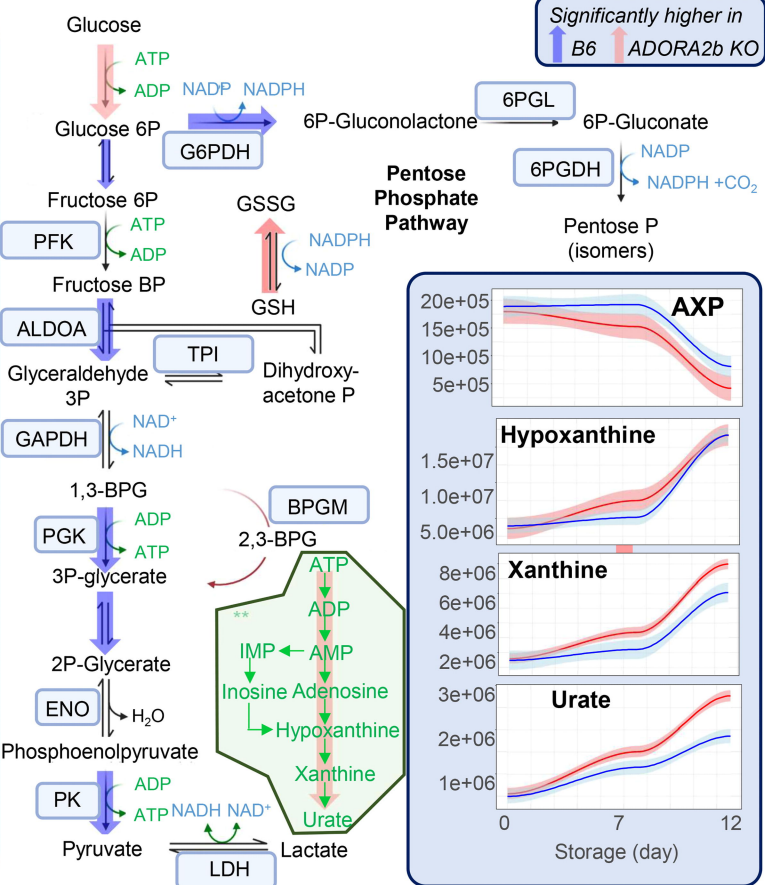 Significantly higher in
B6 ADORA2b KO
Glucose
ATP
ADP
Glucose 6P
NADP NADPH
G6PDH
6P-Gluconolactone
6PGL
6P-Gluconate
6PGDH
NADP
NADPH +CO2
Pentose P
(isomers)
Pentose
Phosphate
Pathway
Fructose 6P
PFK
ATP
ADP
Fructose BP
GSSG
NADPH
NADP
GSH
ALDOA
TPI
Glyceraldehyde
3P
Dihydroxy-
acetone P
GAPDH
NAD+
NADH
1,3-BPG
BPGM
2,3-BPG
PGK
ADP
ATP
3P-glycerate
2P-Glycerate
ENO
H2O
Phosphoenolpyruvate
PK
ADP
ATP
Pyruvate
NADH NAD+
LDH
Lactate
**
ATP
ADP
IMP AMP
Inosine Adenosine
Hypoxanthine
Xanthine
Urate
AXP
20e+05
15e+05
10e+05
5e+05
Hypoxanthine
1.5e+07
1.0e+07
5.0e+06
Xanthine
8e+06
6e+06
4e+06
2e+06
Urate
3e+06
2e+06
1e+06
0 7 12
Storage (day)